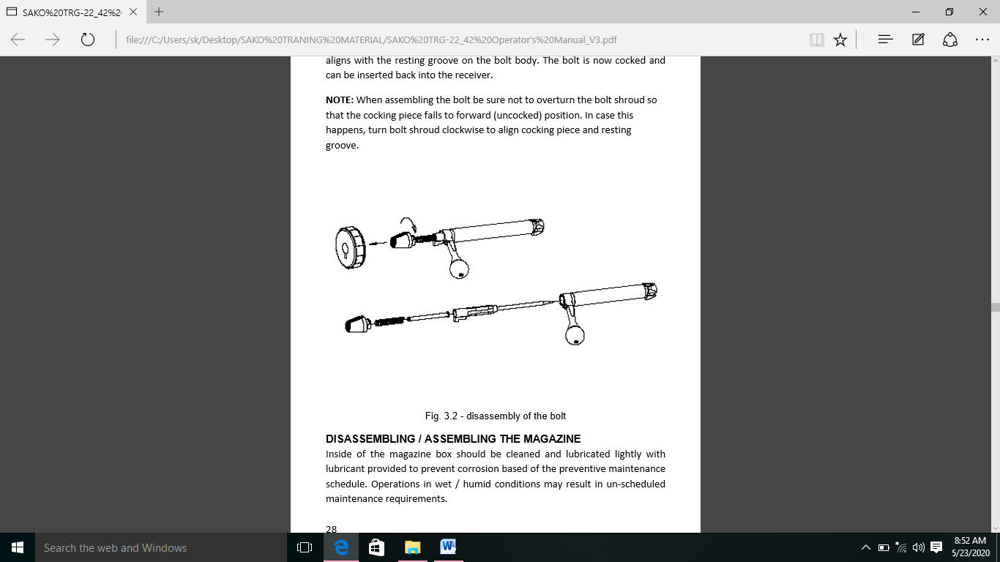 SAKO%20TRG-22_42%2
file:///C:/Users/sk/Desktop/SAKO%20TRANING%20MATERIAL/SAKO%20TRG-22_42%20Operator's%20Manual_V3.pdf
aligns with the resting groove on the bolt body. The bolt is now cocked and
can be inserted back into the receiver.
NOTE: When assembling the bolt be sure not to overturn the bolt shroud so
that the cocking piece falls to forward (uncocked) position. In case this
happens, turn bolt shroud clockwise to align cocking piece and resting
groove.
Fig. 3.2 - disassembly of the bolt
DISASSEMBLING / ASSEMBLING THE MAGAZINE
Inside of the magazine box should be cleaned and lubricated lightly with
lubricant provided to prevent corrosion based of the preventive maintenance
schedule. Operations in wet / humid conditions may result in un-scheduled
maintenance requirements.
28
Search the web and Windows
8:52 AM
5/23/2020